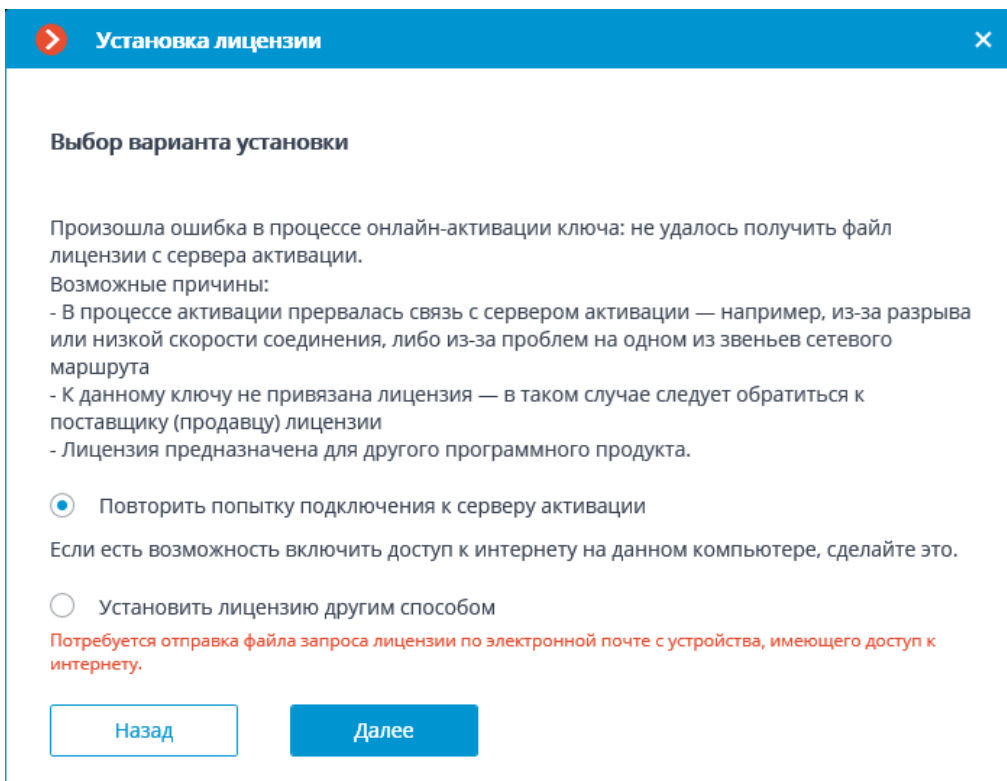 Установка лицензии
Выбор варианта установки
Произошла ошибка в процессе онлайн-активации ключа: не удалось получить файл
лицензии с сервера активации.
Возможные причины:
- В процессе активации прервалась связь с сервером активации — например, из-за разрыва
или низкой скорости соединения, либо из-за проблем на одном из звеньев сетевого
маршрута
- К данному ключу не привязана лицензия — в таком случае следует обратиться к
поставщику (продавцу) лицензии
- Лицензия предназначена для другого программного продукта.
Повторить попытку подключения к серверу активации
Если есть возможность включить доступ к интернету на данном компьютере, сделайте это.
Установить лицензию другим способом
Потребуется отправка файла запроса лицензии по электронной почте с устройства, имеющего доступ к
интернету.
Назад
Далее